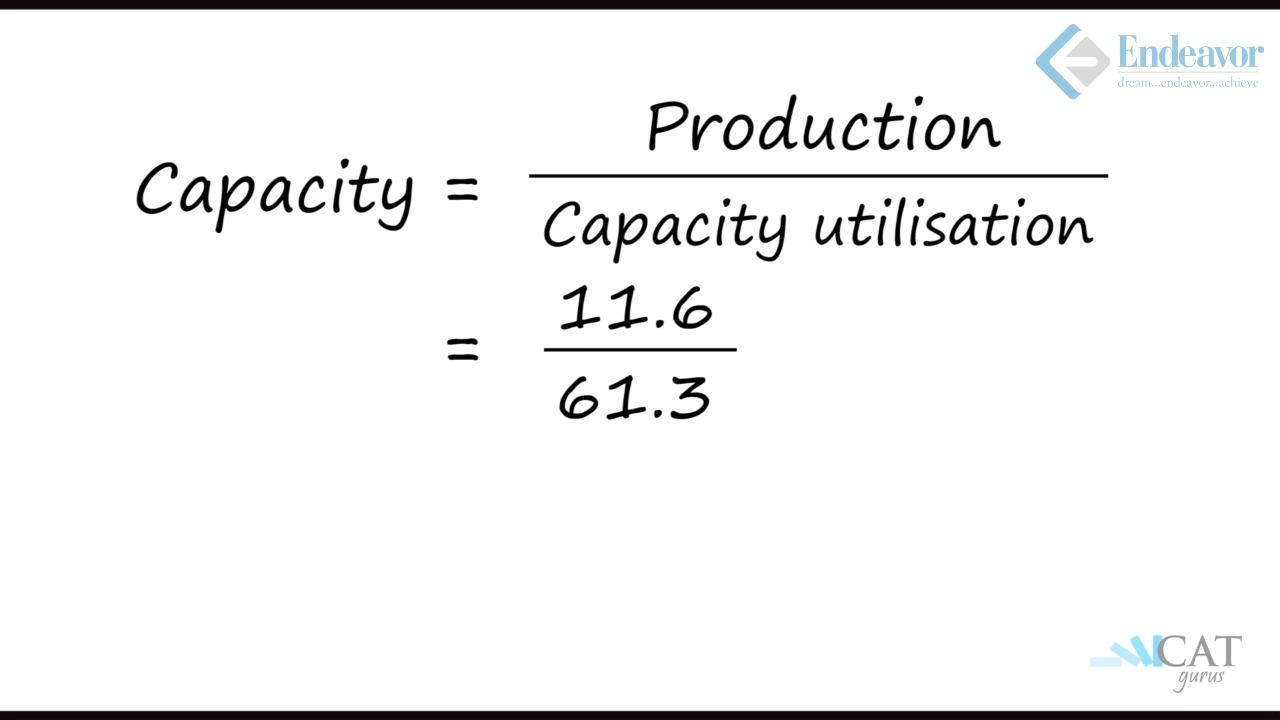 Endeavor
dream...endeavor...achieve
Capacity = Production / Capacity utilisation
= 11.6 / 61.3
CAT
gurus